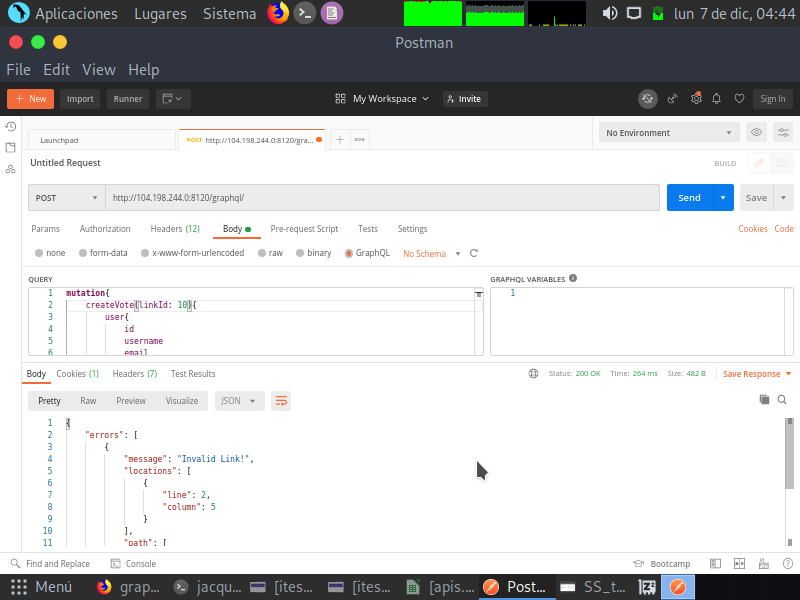 Aplicaciones Lugares Sistema lun 7 de dic, 04:44
Postman
File Edit View Help
+ New Import Runner My Workspace Invite Sign In
Launchpad POST http://104.198.244.0:8120/gra... No Environment
Untitled Request BUILD
POST http://104.198.244.0:8120/graphql/ Send Save
Params Authorization Headers (12) Body Pre-request Script Tests Settings Cookies Code
none form-data x-www-form-urlencoded raw binary GraphQL No Schema
QUERY GRAPHQL VARIABLES
1 mutation{ 1
2 createVote(linkId: 10){
3 user{
4 id
5 username
6 email
Body Cookies (1) Headers (7) Test Results Status: 200 OK Time: 264 ms Size: 482 B Save Response
Pretty Raw Preview Visualize JSON
1 {
2 "errors": [
3 {
4 "message": "Invalid Link!",
5 "locations": [
6 {
7 "line": 2,
8 "column": 5
9 }
10 ],
11 "path": [
Find and Replace Console Bootcamp
Menú grap... jacqu... [ites... [ites... [apis.... Post... SS_t...